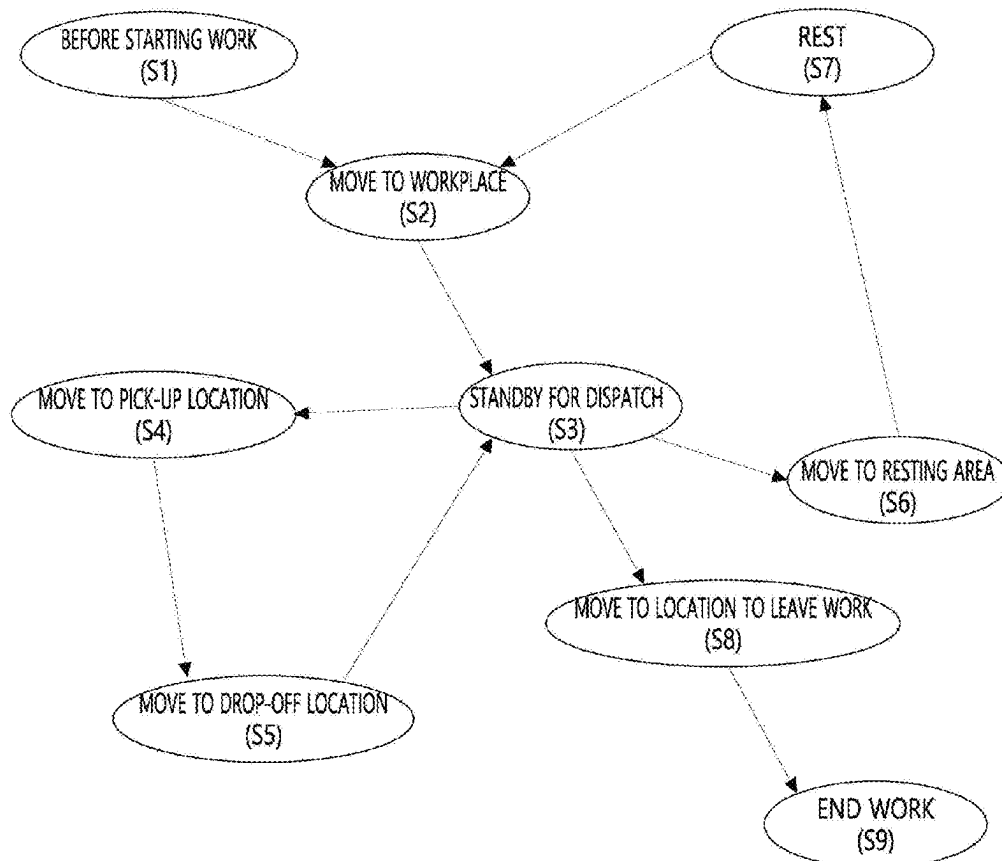 BEFORE STARTING WORK
(S1)
REST
(S7)
MOVE TO WORKPLACE
(S2)
MOVE TO PICK-UP LOCATION
(S4)
STANDBY FOR DISPATCH
(S3)
MOVE TO RESTING AREA
(S6)
MOVE TO LOCATION TO LEAVE WORK
(S8)
MOVE TO DROP-OFF LOCATION
(S5)
END WORK
(S9)